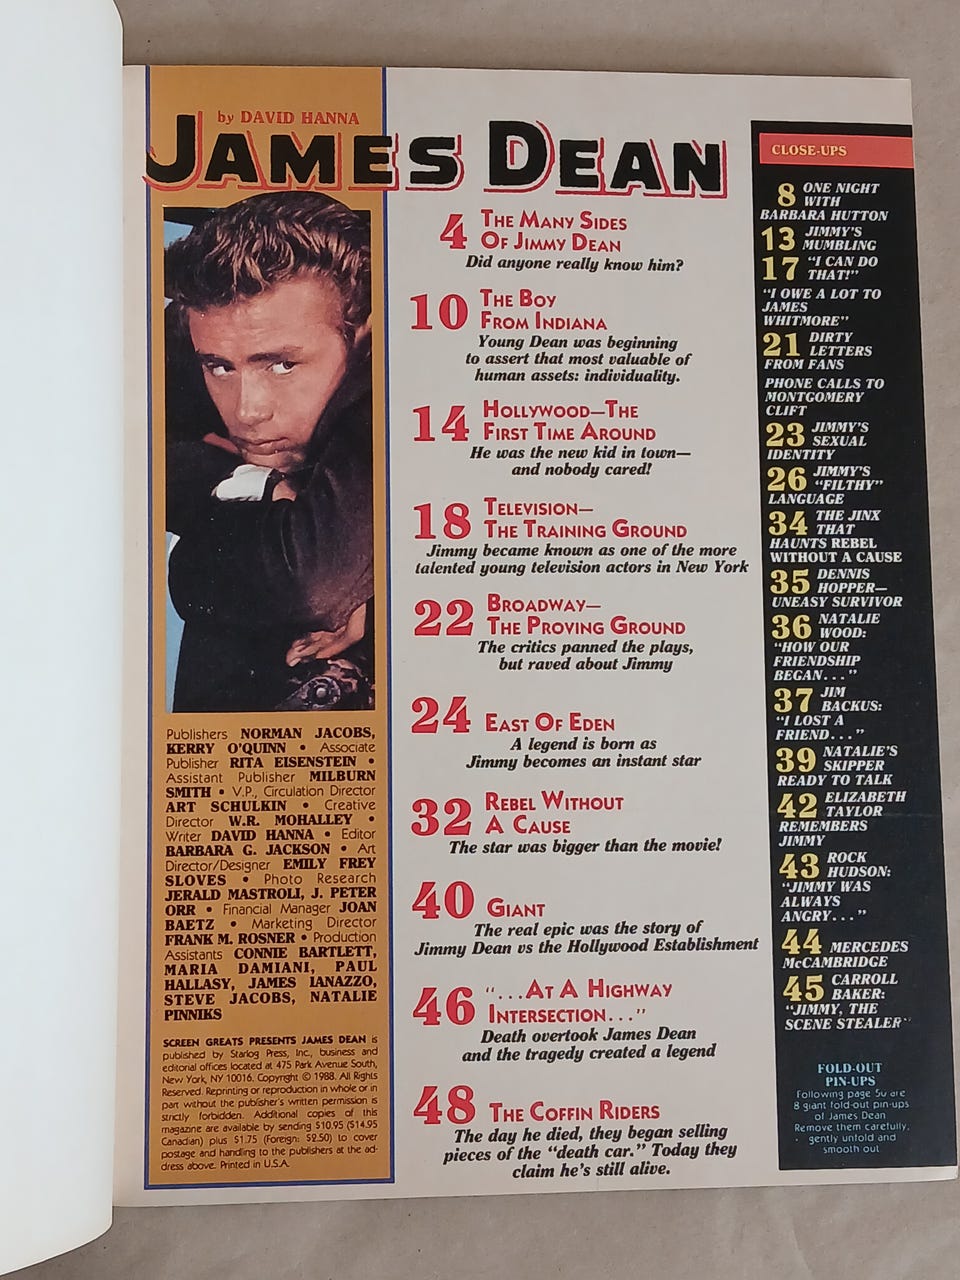 by DAVID HANNA
JAMES DEAN
4 THE MANY SIDES
OF JIMMY DEAN
Did anyone really know him?
10 THE BOY
FROM INDIANA
Young Dean was beginning
to assert that most valuable of
human assets: individuality.
14 HOLLYWOOD—THE
FIRST TIME AROUND
He was the new kid in town—
and nobody cared!
18 TELEVISION—
THE TRAINING GROUND
Jimmy became known as one of the more
talented young television actors in New York
22 BROADWAY—
THE PROVING GROUND
The critics panned the plays,
but raved about Jimmy
24 EAST OF EDEN
A legend is born as
Jimmy becomes an instant star
32 REBEL WITHOUT
A CAUSE
The star was bigger than the movie!
40 GIANT
The real epic was the story of
Jimmy Dean vs the Hollywood Establishment
46 "...AT A HIGHWAY
INTERSECTION..."
Death overtook James Dean
and the tragedy created a legend
48 THE COFFIN RIDERS
The day he died, they began selling
pieces of the "death car." Today they
claim he's still alive.
Publishers NORMAN JACOBS,
KERRY O'QUINN • Associate
Publisher RITA EISENSTEIN •
Assistant Publisher MILBURN
SMITH • V.P., Circulation Director
ART SCHULKIN • Creative
Director W.R. MOHALLEY •
Writer DAVID HANNA • Editor
BARBARA G. JACKSON • Art
Director/Designer EMILY FREY
SLOVES • Photo Research
JERALD MASTROLI, J. PETER
ORR • Financial Manager JOAN
BAETZ • Marketing Director
FRANK M. ROSNER • Production
Assistants CONNIE BARTLETT,
MARIA DAMIANI, PAUL
HALLASY, JAMES IANAZZO,
STEVE JACOBS, NATALIE
PINNIKS
SCREEN GREATS PRESENTS JAMES DEAN is
published by Starlog Press, Inc., business and
editorial offices located at 475 Park Avenue South,
New York, NY 10016. Copyright © 1988. All Rights
Reserved. Reprinting or reproduction in whole or in
part without the publisher's written permission is
strictly forbidden. Additional copies of this
magazine are available by sending $10.95 ($14.95
Canadian) plus $1.75 (Foreign: $2.50) to cover
postage and handling to the publishers at the ad-
dress above. Printed in U.S.A.
CLOSE-UPS
8 ONE NIGHT
WITH
BARBARA HUTTON
13 JIMMY'S
MUMBLING
17 "I CAN DO
THAT!"
"I OWE A LOT TO
JAMES
WHITMORE"
21 DIRTY
LETTERS
FROM FANS
PHONE CALLS TO
MONTGOMERY
CLIFT
23 JIMMY'S
SEXUAL
IDENTITY
26 JIMMY'S
"FILTHY"
LANGUAGE
34 THE JINX
THAT
HAUNTS REBEL
WITHOUT A CAUSE
35 DENNIS
HOPPER—
UNEASY SURVIVOR
36 NATALIE
WOOD:
"HOW OUR
FRIENDSHIP
BEGAN..."
37 JIM
BACKUS:
"I LOST A
FRIEND..."
39 NATALIE'S
SKIPPER
READY TO TALK
42 ELIZABETH
TAYLOR
REMEMBERS
JIMMY
43 ROCK
HUDSON:
"JIMMY WAS
ALWAYS
ANGRY..."
44 MERCEDES
McCAMBRIDGE
45 CARROLL
BAKER:
"JIMMY, THE
SCENE STEALER"
FOLD-OUT
PIN-UPS
Following page 50 are
8 giant fold-out pin-ups
of James Dean
Remove them carefully,
gently unfold and
smooth out